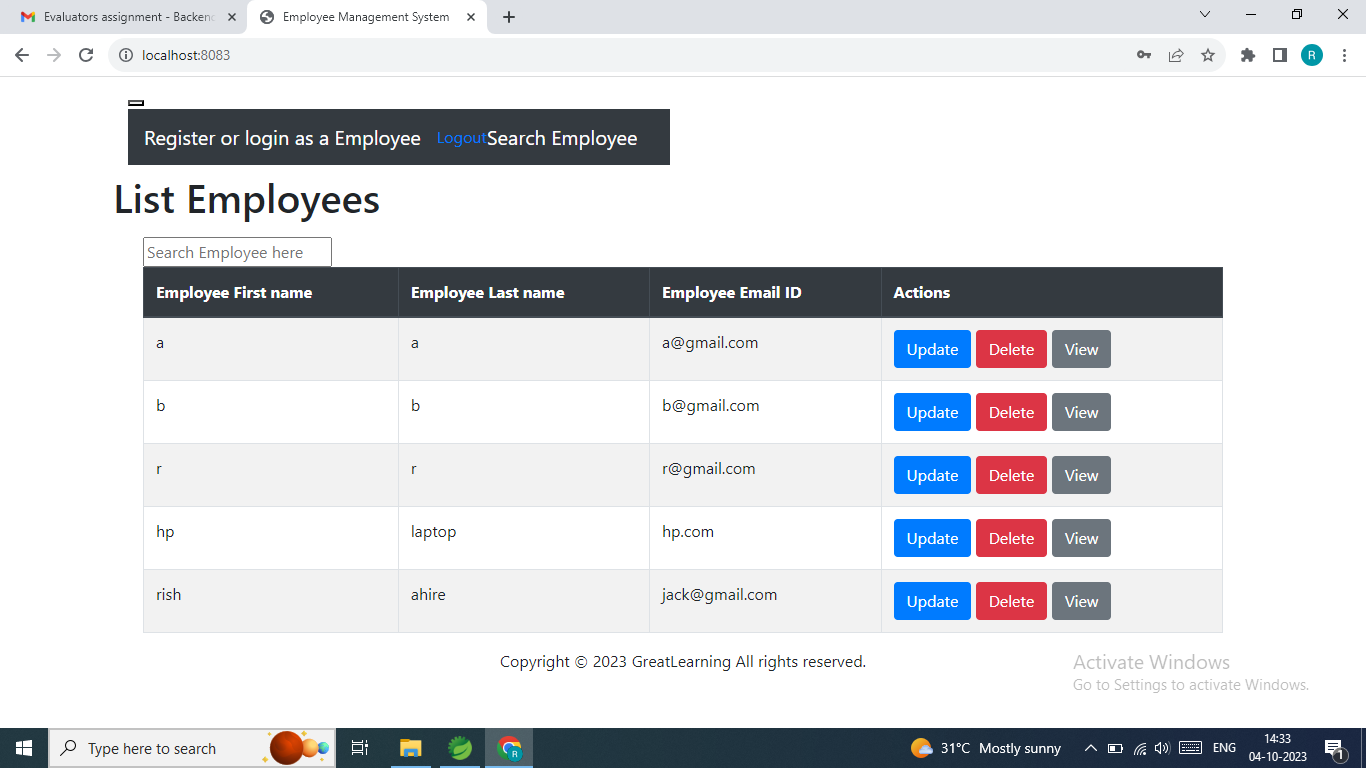 Evaluators assignment - Backen
Employee Management System
localhost:8083
R
Register or login as a Employee Logout Search Employee
List Employees
Search Employee here
Employee First name Employee Last name Employee Email ID Actions
a a a@gmail.com Update Delete View
b b b@gmail.com Update Delete View
r r r@gmail.com Update Delete View
hp laptop hp.com Update Delete View
rish ahire jack@gmail.com Update Delete View
Copyright © 2023 GreatLearning All rights reserved.
Activate Windows
Go to Settings to activate Windows.
Type here to search
R
31°C Mostly sunny
ENG
14:33
04-10-2023
1